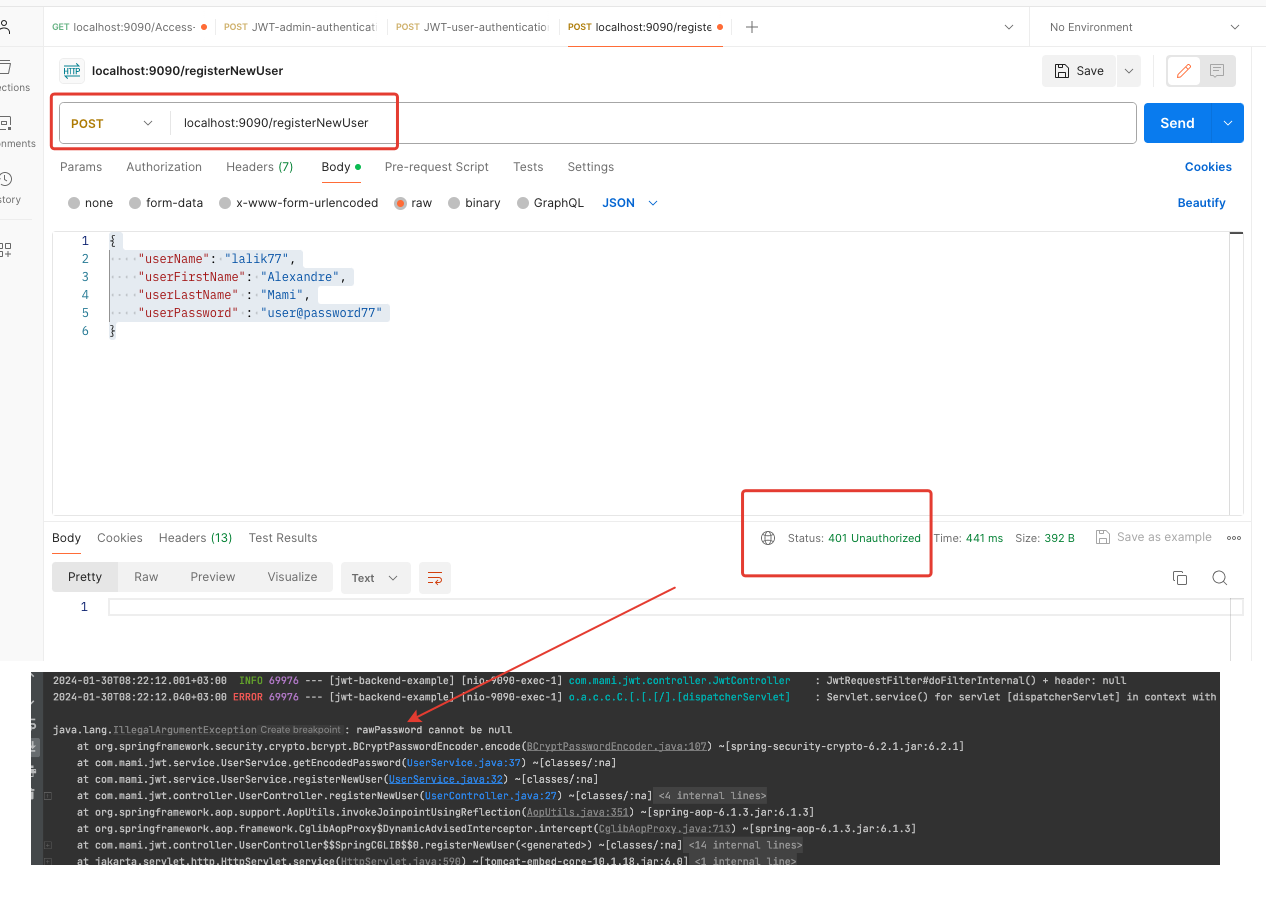 GET localhost:9090/Access- POST JWT-admin-authenticati POST JWT-user-authentication POST localhost:9090/registe No Environment
HTTP localhost:9090/registerNewUser Save
ections
POST localhost:9090/registerNewUser Send
onments
Params Authorization Headers (7) Body Pre-request Script Tests Settings Cookies
story
none form-data x-www-form-urlencoded raw binary GraphQL JSON Beautify
1 {
2 ····"userName":·"lalik77",
3 ····"userFirstName":·"Alexandre",
4 ····"userLastName"·:·"Mami",
5 ····"userPassword"·:·"user@password77"
6 }
Body Cookies Headers (13) Test Results Status: 401 Unauthorized Time: 441 ms Size: 392 B Save as example
Pretty Raw Preview Visualize Text
1
2024-01-30T08:22:12.001+03:00 INFO 69976 --- [jwt-backend-example] [nio-9090-exec-1] com.mami.jwt.controller.JwtController : JwtRequestFilter#doFilterInternal() + header: null
2024-01-30T08:22:12.040+03:00 ERROR 69976 --- [jwt-backend-example] [nio-9090-exec-1] o.a.c.c.C.[.[.[/].[dispatcherServlet] : Servlet.service() for servlet [dispatcherServlet] in context with
java.lang.IllegalArgumentException Create breakpoint : rawPassword cannot be null
at org.springframework.security.crypto.bcrypt.BCryptPasswordEncoder.encode(BCryptPasswordEncoder.java:107) ~[spring-security-crypto-6.2.1.jar:6.2.1]
at com.mami.jwt.service.UserService.getEncodedPassword(UserService.java:37) ~[classes/:na]
at com.mami.jwt.service.UserService.registerNewUser(UserService.java:32) ~[classes/:na]
at com.mami.jwt.controller.UserController.registerNewUser(UserController.java:27) ~[classes/:na] <4 internal lines>
at org.springframework.aop.support.AopUtils.invokeJoinpointUsingReflection(AopUtils.java:351) ~[spring-aop-6.1.3.jar:6.1.3]
at org.springframework.aop.framework.CglibAopProxy$DynamicAdvisedInterceptor.intercept(CglibAopProxy.java:713) ~[spring-aop-6.1.3.jar:6.1.3]
at com.mami.jwt.controller.UserController$$SpringCGLIB$$0.registerNewUser(<generated>) ~[classes/:na] <14 internal lines>
at jakarta.servlet.http.HttpServlet.service(HttpServlet.java:590) ~[tomcat-embed-core-10.1.18.jar:6.0] <1 internal line>